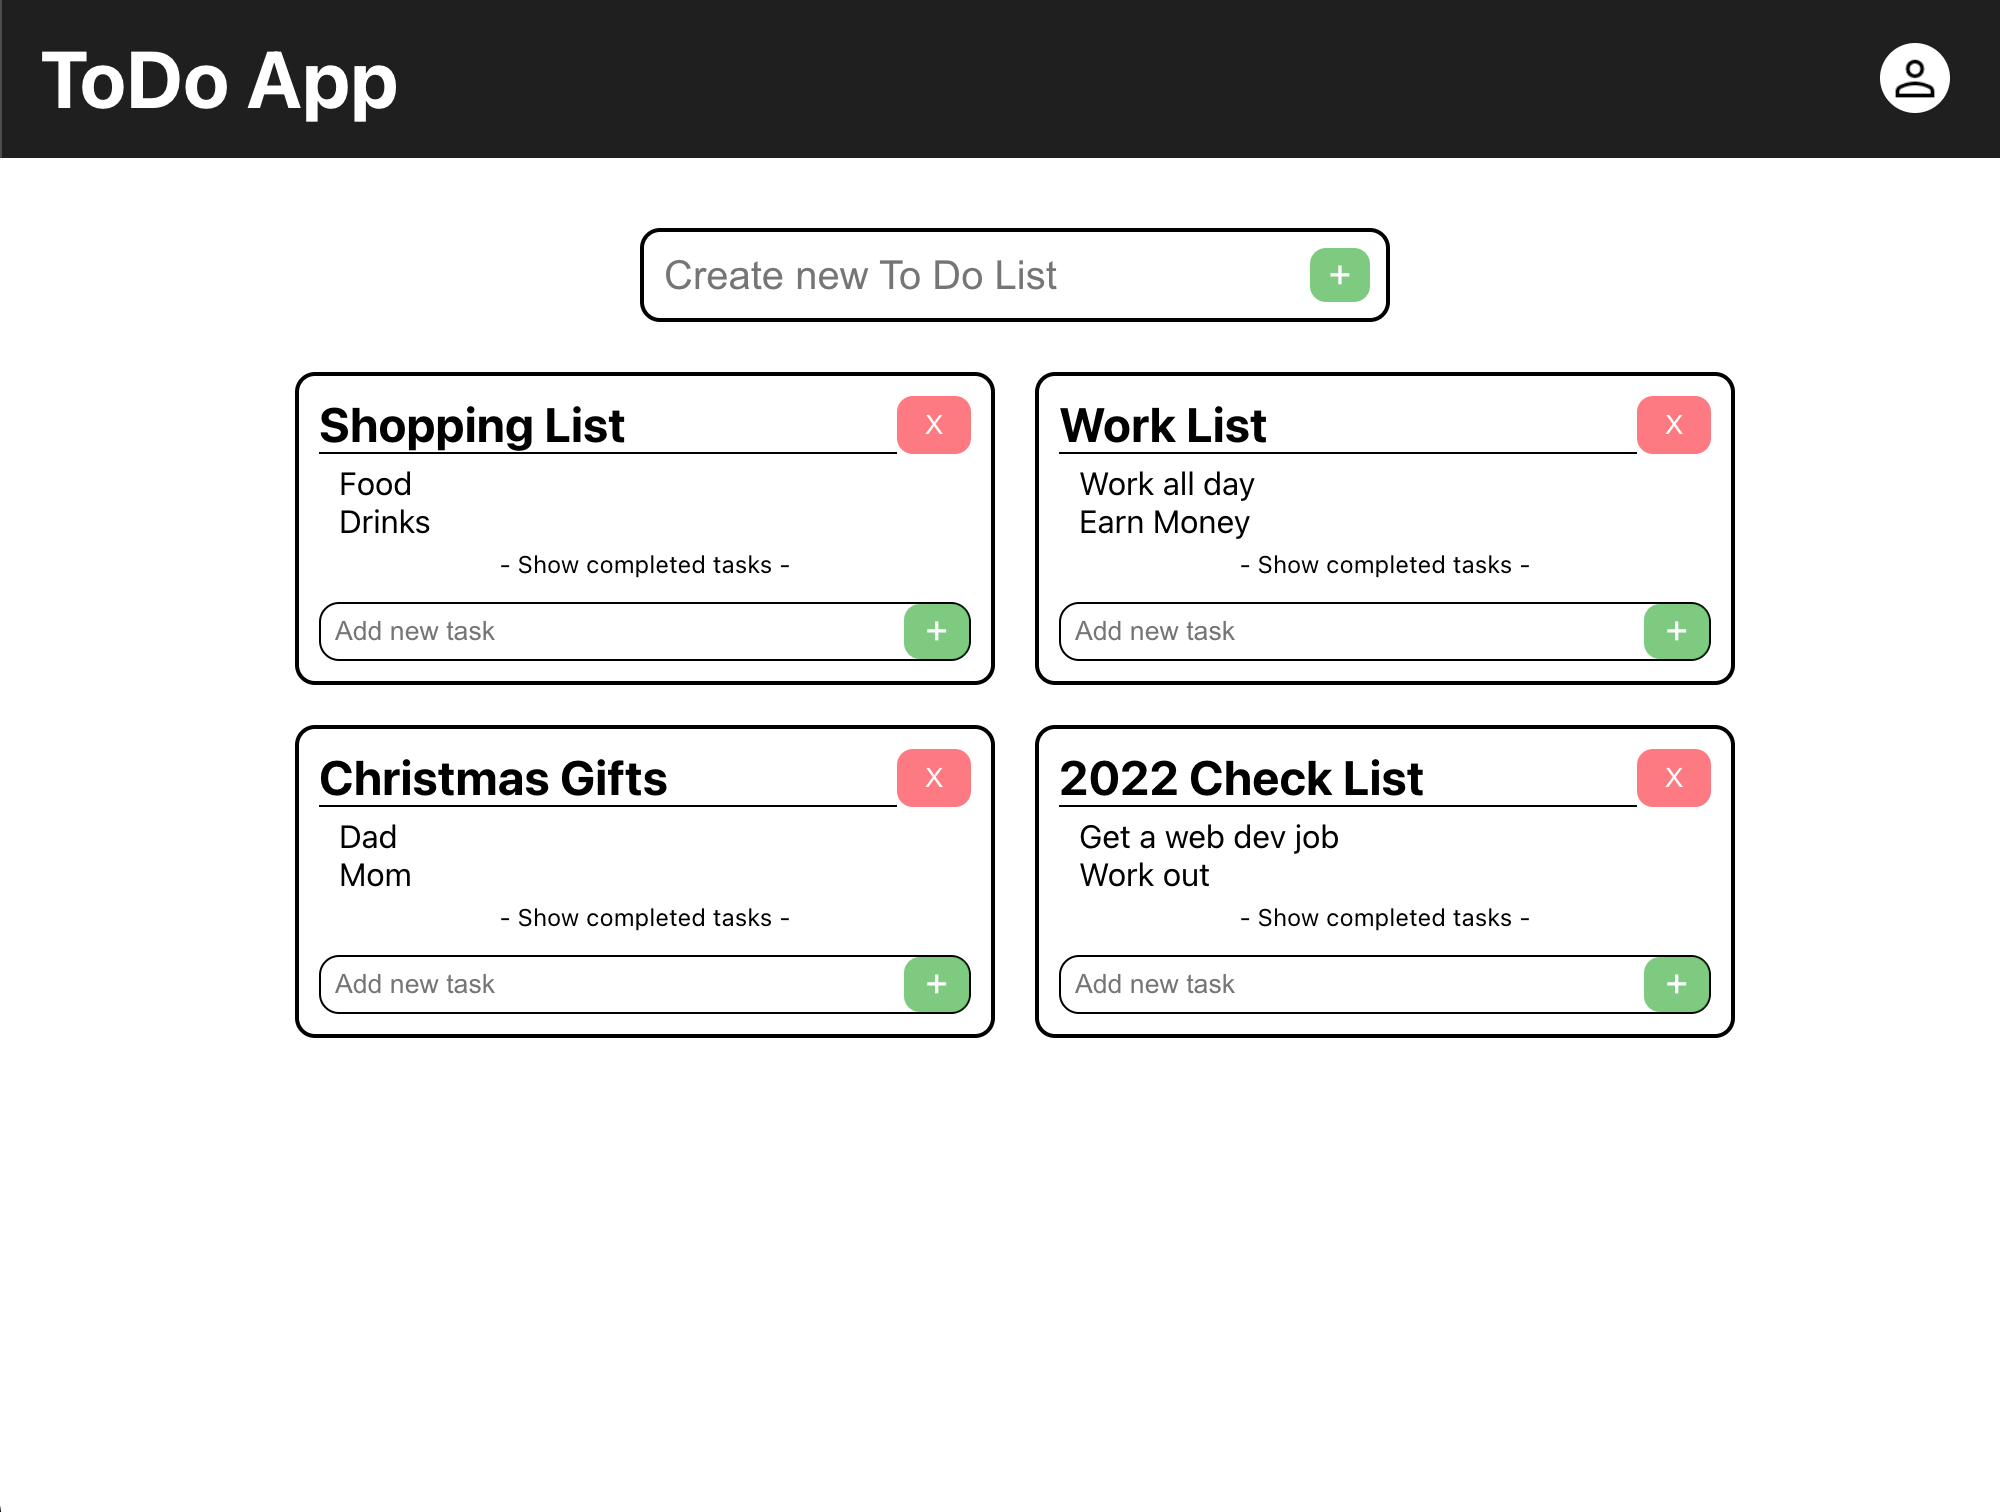 ToDo App
Create new To Do List +
Shopping List X
Food
Drinks
- Show completed tasks -
Add new task +
Work List X
Work all day
Earn Money
- Show completed tasks -
Add new task +
Christmas Gifts X
Dad
Mom
- Show completed tasks -
Add new task +
2022 Check List X
Get a web dev job
Work out
- Show completed tasks -
Add new task +